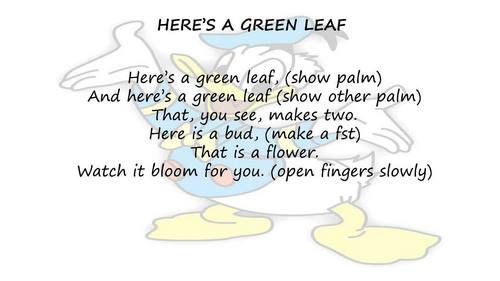 HERE'S A GREEN LEAF
Here's a green leaf, (show palm)
And here's a green leaf (show other palm)
That, you see, makes two.
Here is a bud, (make a fst)
That is a flower.
Watch it bloom for you. (open fingers slowly)